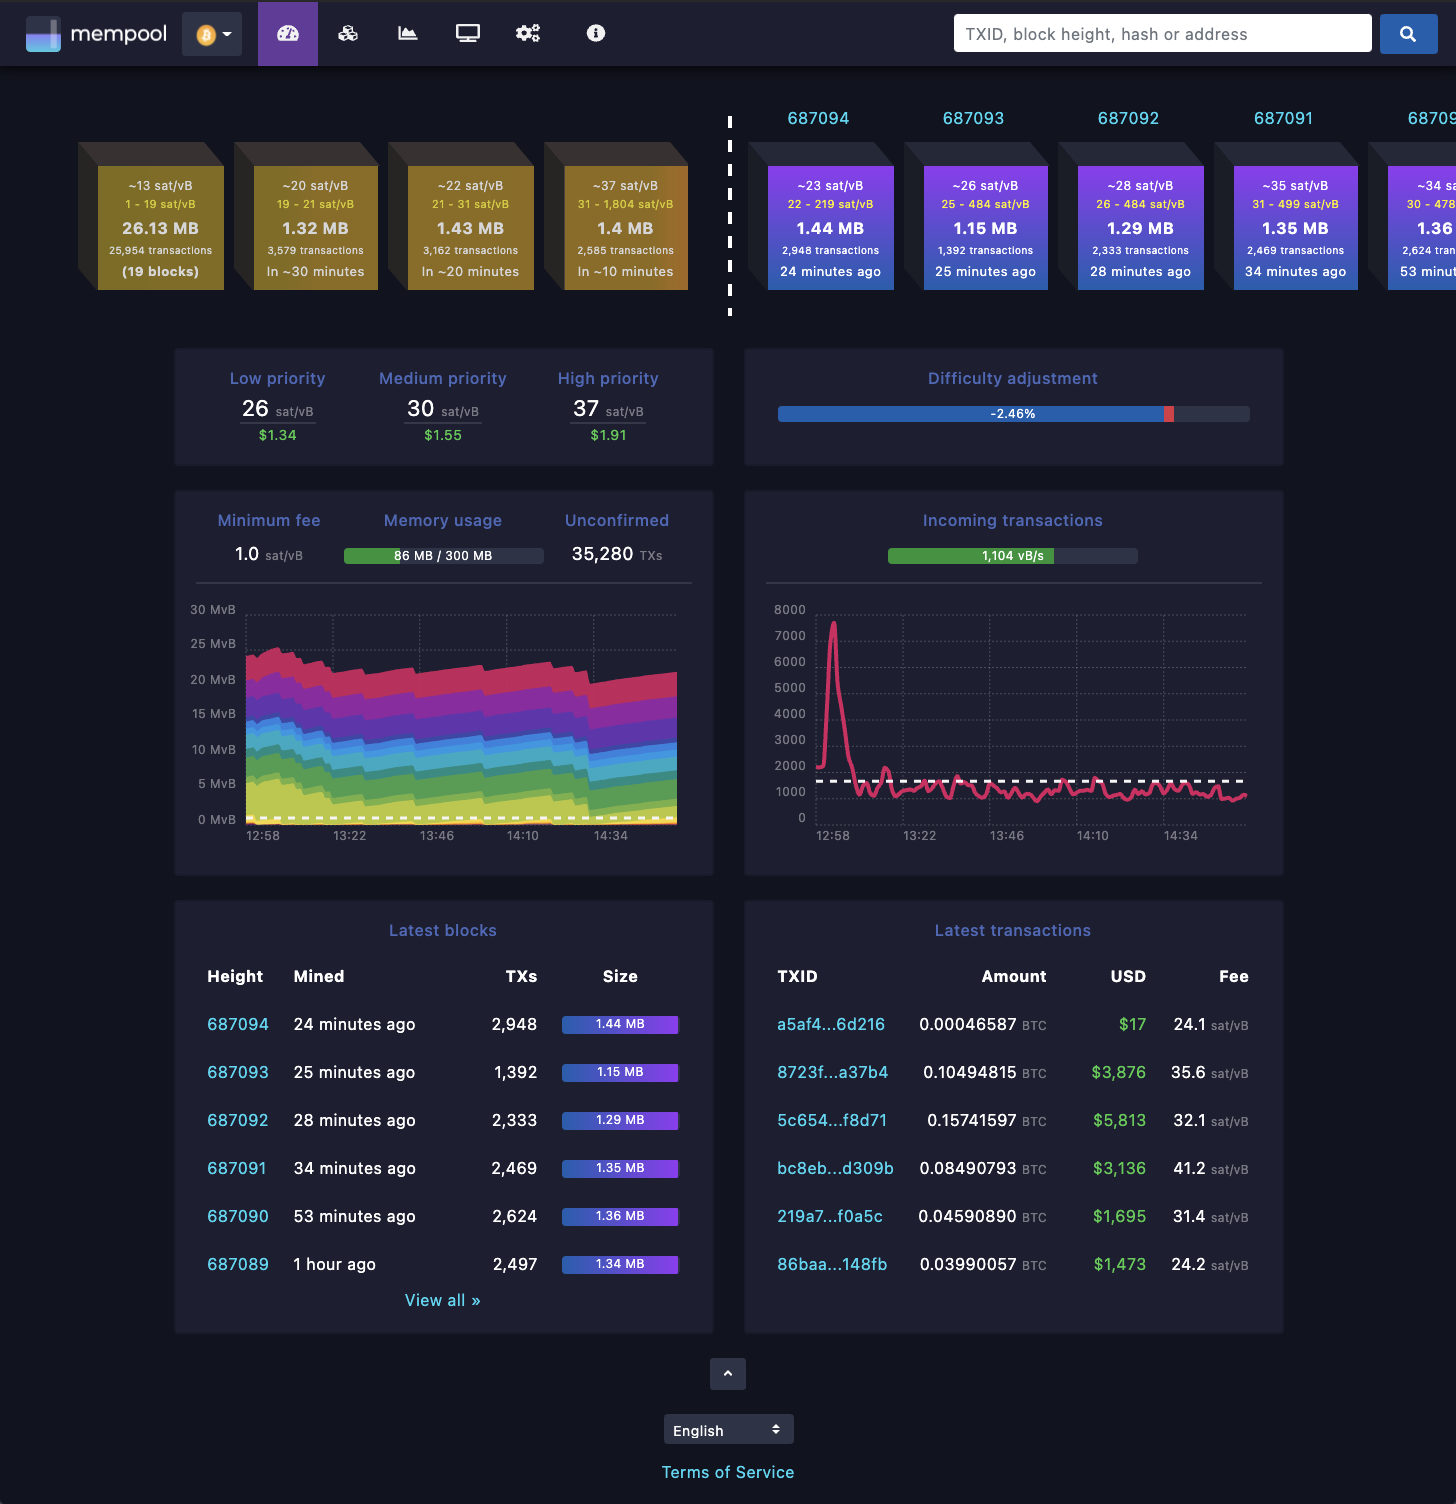 mempool
TXID, block height, hash or address
~13 sat/vB
1 - 19 sat/vB
26.13 MB
25,954 transactions
(19 blocks)
~20 sat/vB
19 - 21 sat/vB
1.32 MB
3,579 transactions
In ~30 minutes
~22 sat/vB
21 - 31 sat/vB
1.43 MB
3,162 transactions
In ~20 minutes
~37 sat/vB
31 - 1,804 sat/vB
1.4 MB
2,585 transactions
In ~10 minutes
687094
~23 sat/vB
22 - 219 sat/vB
1.44 MB
2,948 transactions
24 minutes ago
687093
~26 sat/vB
25 - 484 sat/vB
1.15 MB
1,392 transactions
25 minutes ago
687092
~28 sat/vB
26 - 484 sat/vB
1.29 MB
2,333 transactions
28 minutes ago
687091
~35 sat/vB
31 - 499 sat/vB
1.35 MB
2,469 transactions
34 minutes ago
~34 s
30 - 478
1.36
2,624 tran
Low priority
26 sat/vB
$1.34
Medium priority
30 sat/vB
$1.55
High priority
37 sat/vB
$1.91
Difficulty adjustment
-2.46%
Minimum fee
1.0 sat/vB
Memory usage
86 MB / 300 MB
Unconfirmed
35,280 TXs
30 MvB
25 MvB
20 MvB
15 MvB
10 MvB
5 MvB
0 MvB
12:58 13:22 13:46 14:10 14:34
Incoming transactions
1,104 vB/s
8000
7000
6000
5000
4000
3000
2000
1000
0
12:58 13:22 13:46 14:10 14:34
Latest blocks
Height Mined TXs Size
687094 24 minutes ago 2,948 1.44 MB
687093 25 minutes ago 1,392 1.15 MB
687092 28 minutes ago 2,333 1.29 MB
687091 34 minutes ago 2,469 1.35 MB
687090 53 minutes ago 2,624 1.36 MB
687089 1 hour ago 2,497 1.34 MB
View all »
Latest transactions
TXID Amount USD Fee
a5af4...6d216 0.00046587 BTC $17 24.1 sat/vB
8723f...a37b4 0.10494815 BTC $3,876 35.6 sat/vB
5c654...f8d71 0.15741597 BTC $5,813 32.1 sat/vB
bc8eb...d309b 0.08490793 BTC $3,136 41.2 sat/vB
219a7...f0a5c 0.04590890 BTC $1,695 31.4 sat/vB
86baa...148fb 0.03990057 BTC $1,473 24.2 sat/vB
English
Terms of Service